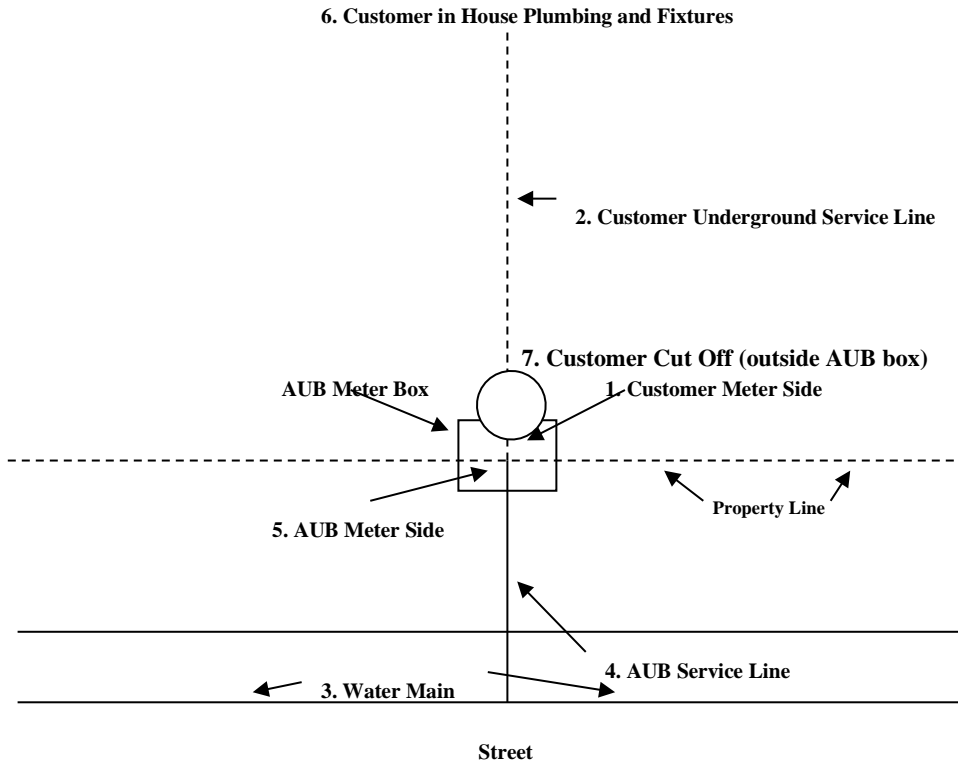 6. Customer in House Plumbing and Fixtures
2. Customer Underground Service Line
7. Customer Cut Off (outside AUB box)
AUB Meter Box
1. Customer Meter Side
Property Line
5. AUB Meter Side
4. AUB Service Line
3. Water Main
Street